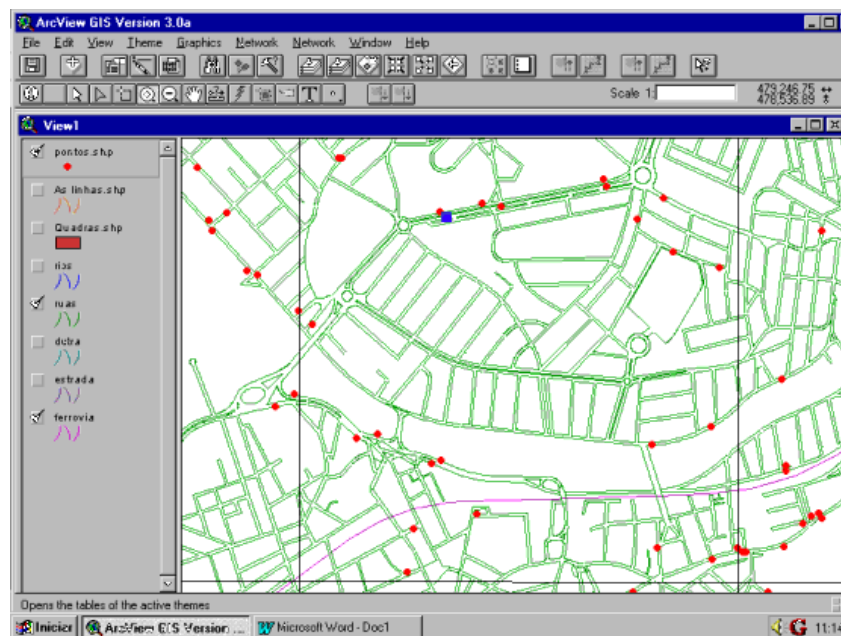 ArcView GIS Version 3.0a
File Edit View Theme Graphics Network Network Window Help
Scale 1:
479,246.75
478,536.89
View1
pontos.shp
As linhas.shp
Quadras.shp
rios
ruas
estrada
ferrovia
Opens the tables of the active themes
Iniciar ArcView GIS Version ... Microsoft Word - Doc1 11:14